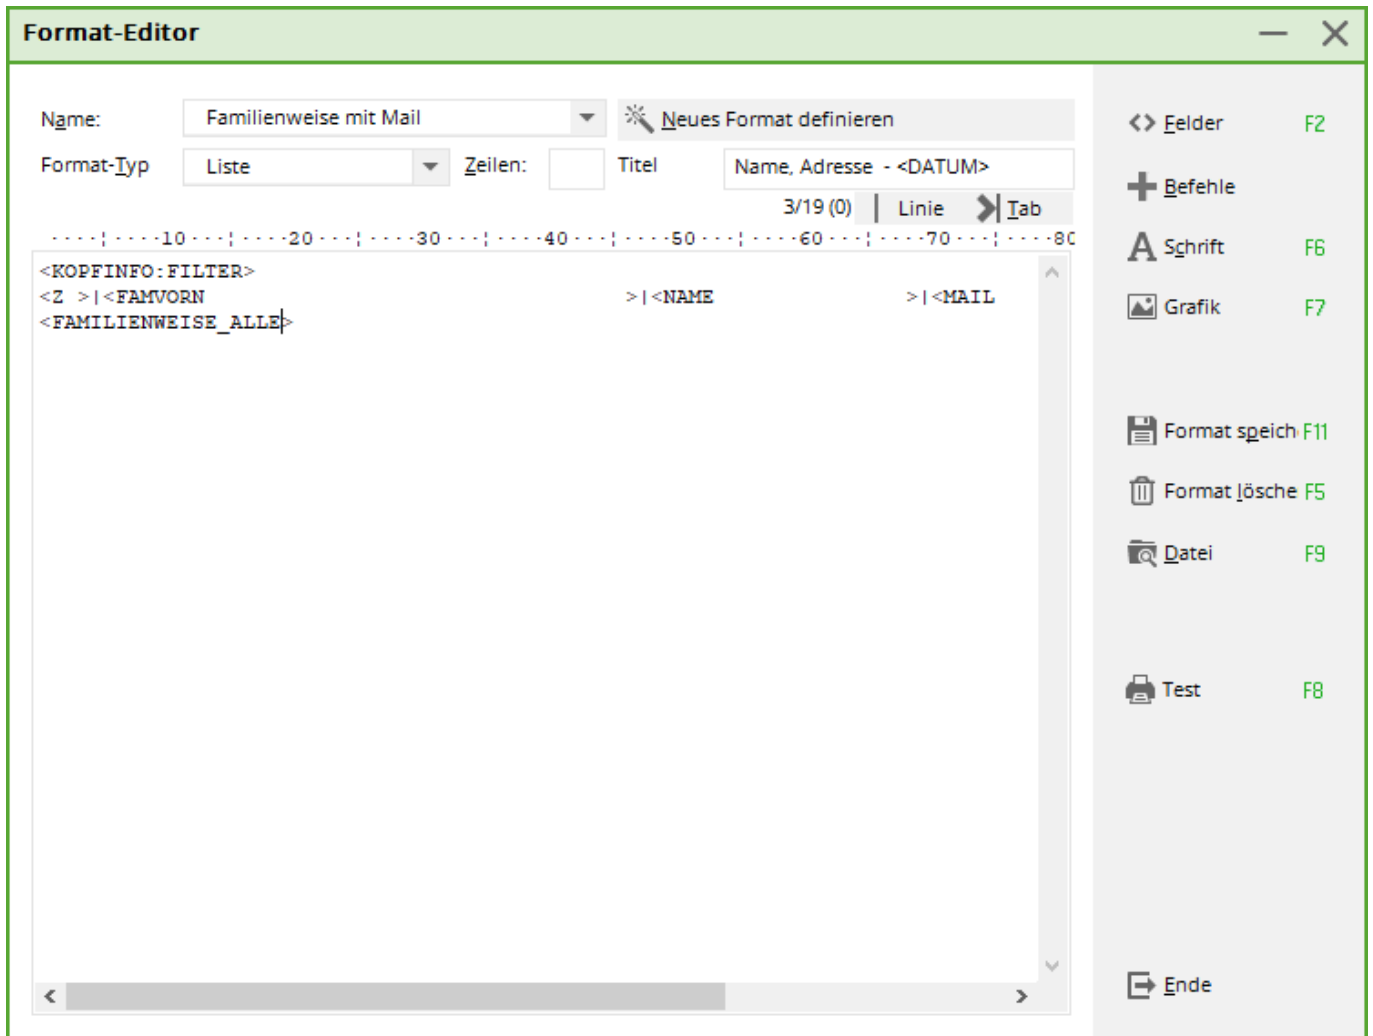 Format-Editor
Name: Familienweise mit Mail Neues Format definieren
Format-Typ Liste Zeilen: Titel Name, Adresse - <DATUM>
3/19 (0) Linie Tab
····¦····10···¦····20···¦····30···¦····40···¦····50···¦····60···¦····70···¦····80
<KOPFINFO:FILTER>
<Z >|<FAMVORN >|<NAME >|<MAIL
<FAMILIENWEISE_ALLE>
Felder F2
Befehle
Schrift F6
Grafik F7
Format speich F11
Format lösche F5
Datei F9
Test F8
Ende